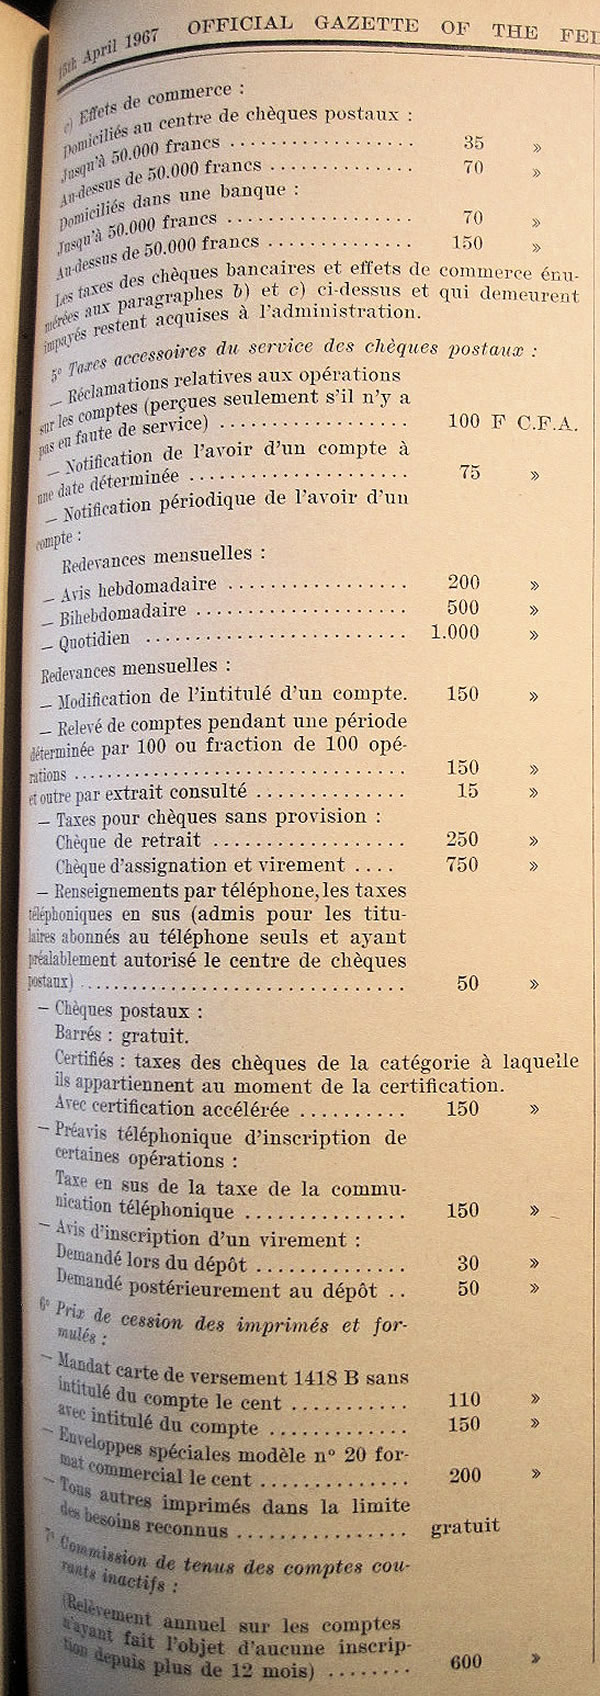 15th April 1967 OFFICIAL GAZETTE OF THE FED
c) Effets de commerce :
Domiciliés au centre de chèques postaux :
Jusqu'à 50.000 francs .................. 35 »
Au-dessus de 50.000 francs .............. 70 »
Domiciliés dans une banque :
Jusqu'à 50.000 francs .................. 70 »
Au-dessus de 50.000 francs .............. 150 »
Les taxes des chèques bancaires et effets de commerce énu-
mérées aux paragraphes b) et c) ci-dessus et qui demeurent
impayés restent acquises à l'administration.
5° Taxes accessoires du service des chèques postaux :
— Réclamations relatives aux opérations
sur les comptes (perçues seulement s'il n'y a
pas eu faute de service) .................. 100 F C.F.A.
— Notification de l'avoir d'un compte à
une date déterminée ..................... 75 »
— Notification périodique de l'avoir d'un
compte :
Redevances mensuelles :
— Avis hebdomadaire ................. 200 »
— Bihebdomadaire .................... 500 »
— Quotidien ........................ 1.000 »
Redevances mensuelles :
— Modification de l'intitulé d'un compte. 150 »
— Relevé de comptes pendant une période
déterminée par 100 ou fraction de 100 opé-
rations ................................ 150 »
et outre par extrait consulté .............. 15 »
— Taxes pour chèques sans provision :
Chèque de retrait ................... 250 »
Chèque d'assignation et virement .... 750 »
— Renseignements par téléphone, les taxes
téléphoniques en sus (admis pour les titu-
laires abonnés au téléphone seuls et ayant
préalablement autorisé le centre de chèques
postaux) ............................... 50 »
— Chèques postaux :
Barrés : gratuit.
Certifiés : taxes des chèques de la catégorie à laquelle
ils appartiennent au moment de la certification.
Avec certification accélérée .......... 150 »
— Préavis téléphonique d'inscription de
certaines opérations :
Taxe en sus de la taxe de la commu-
nication téléphonique ............... 150 »
— Avis d'inscription d'un virement :
Demandé lors du dépôt ............. 30 »
Demandé postérieurement au dépôt .. 50 »
6° Prix de cession des imprimés et for-
mulés :
— Mandat carte de versement 1418 B sans
intitulé du compte le cent ........... 110 »
avec intitulé du compte ............. 150 »
— Enveloppes spéciales modèle n° 20 for-
mat commercial le cent .............. 200 »
— Tous autres imprimés dans la limite
des besoins reconnus ................ gratuit
7° Commission de tenus des comptes cou-
rants inactifs :
(Relèvement annuel sur les comptes
n'ayant fait l'objet d'aucune inscrip-
tion depuis plus de 12 mois) ........ 600 »